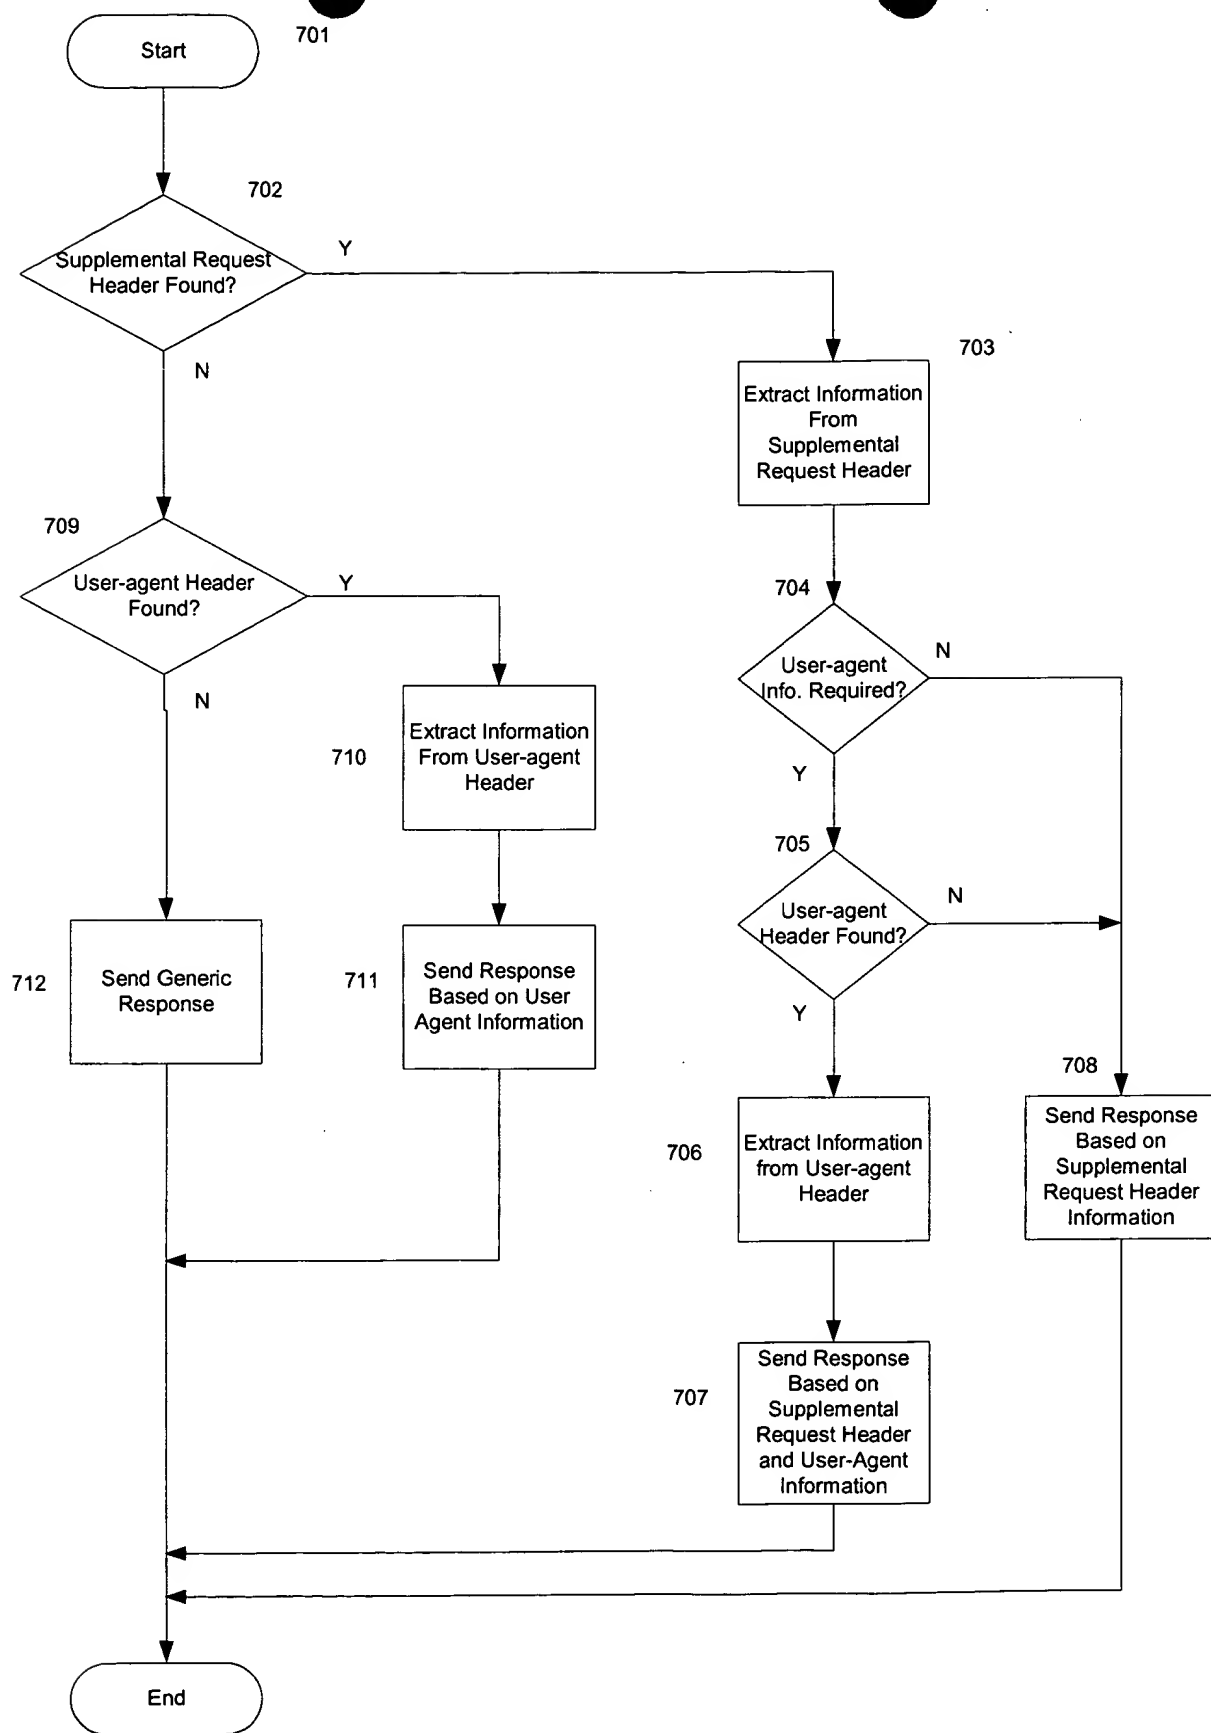 Start
701
702
Supplemental Request
Header Found?
Y
N
703
Extract Information
From
Supplemental
Request Header
709
User-agent Header
Found?
Y
N
704
User-agent
Info. Required?
N
Y
710
Extract Information
From User-agent
Header
705
User-agent
Header Found?
N
Y
712
Send Generic
Response
711
Send Response
Based on User
Agent Information
708
Send Response
Based on
Supplemental
Request Header
Information
706
Extract Information
from User-agent
Header
707
Send Response
Based on
Supplemental
Request Header
and User-Agent
Information
End